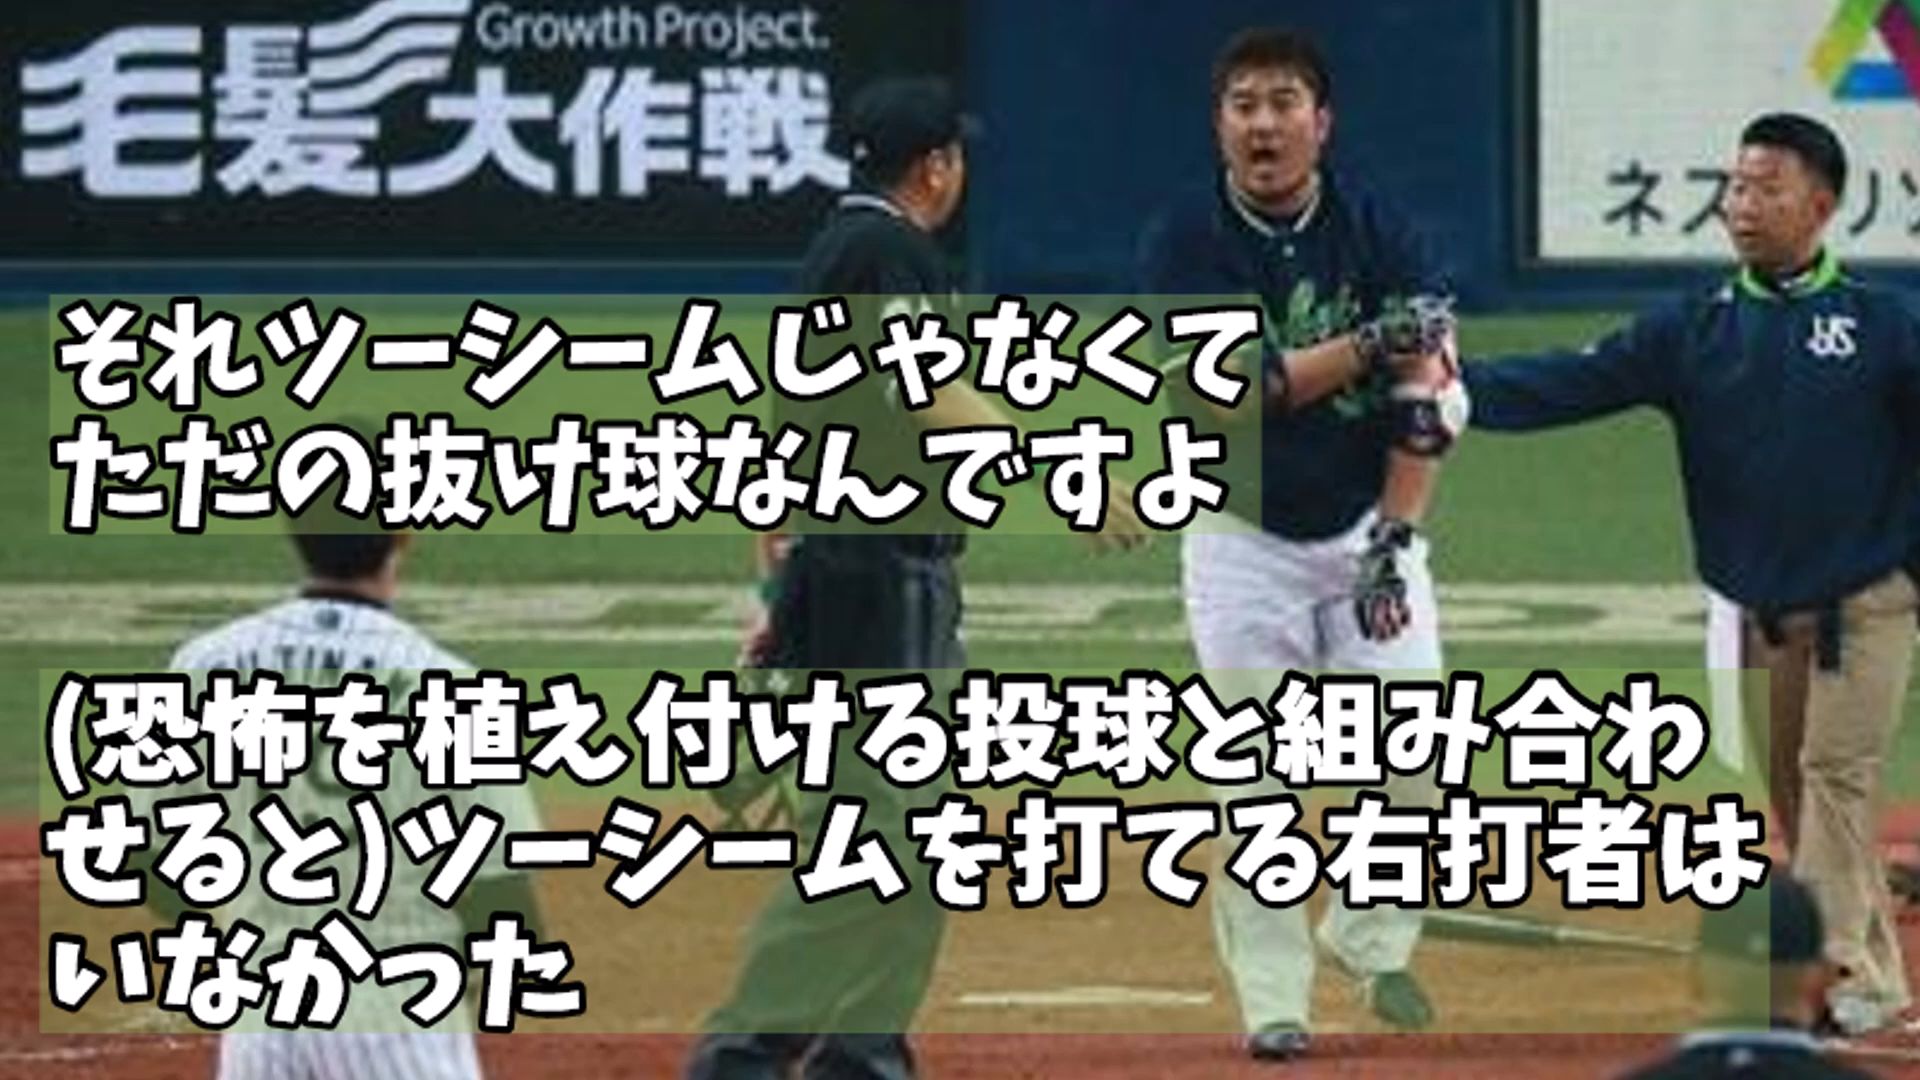 Growth Project.
毛髪大作戦
ネス
それツーシームじゃなくて
ただの抜け球なんですよ
(恐怖を植え付ける投球と組み合わ
せると)ツーシームを打てる右打者は
いなかった